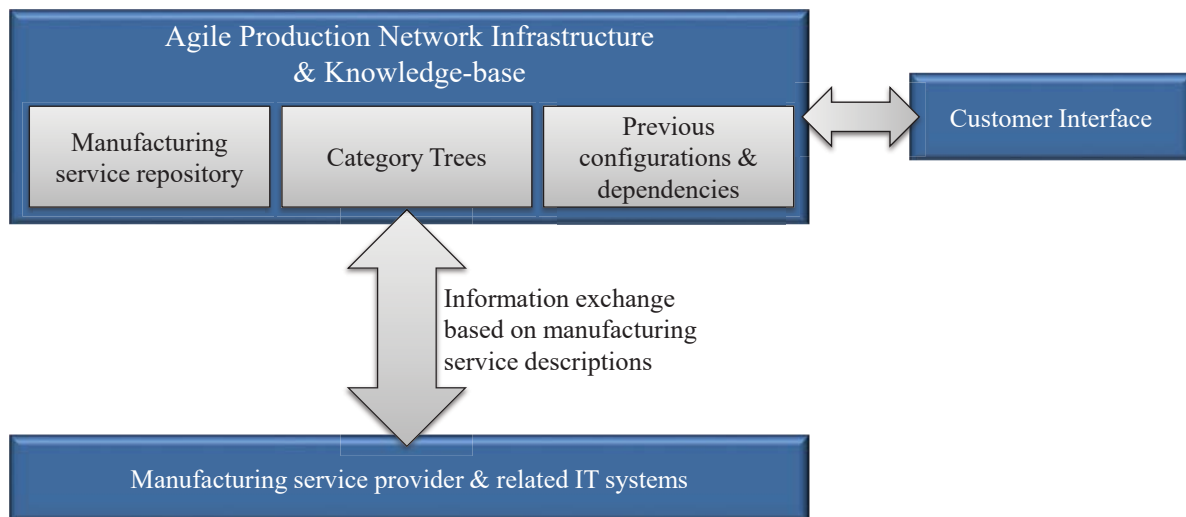 Agile Production Network Infrastructure
& Knowledge-base
Manufacturing
service repository
Category Trees
Previous
configurations &
dependencies
Customer Interface
Information exchange
based on manufacturing
service descriptions
Manufacturing service provider & related IT systems